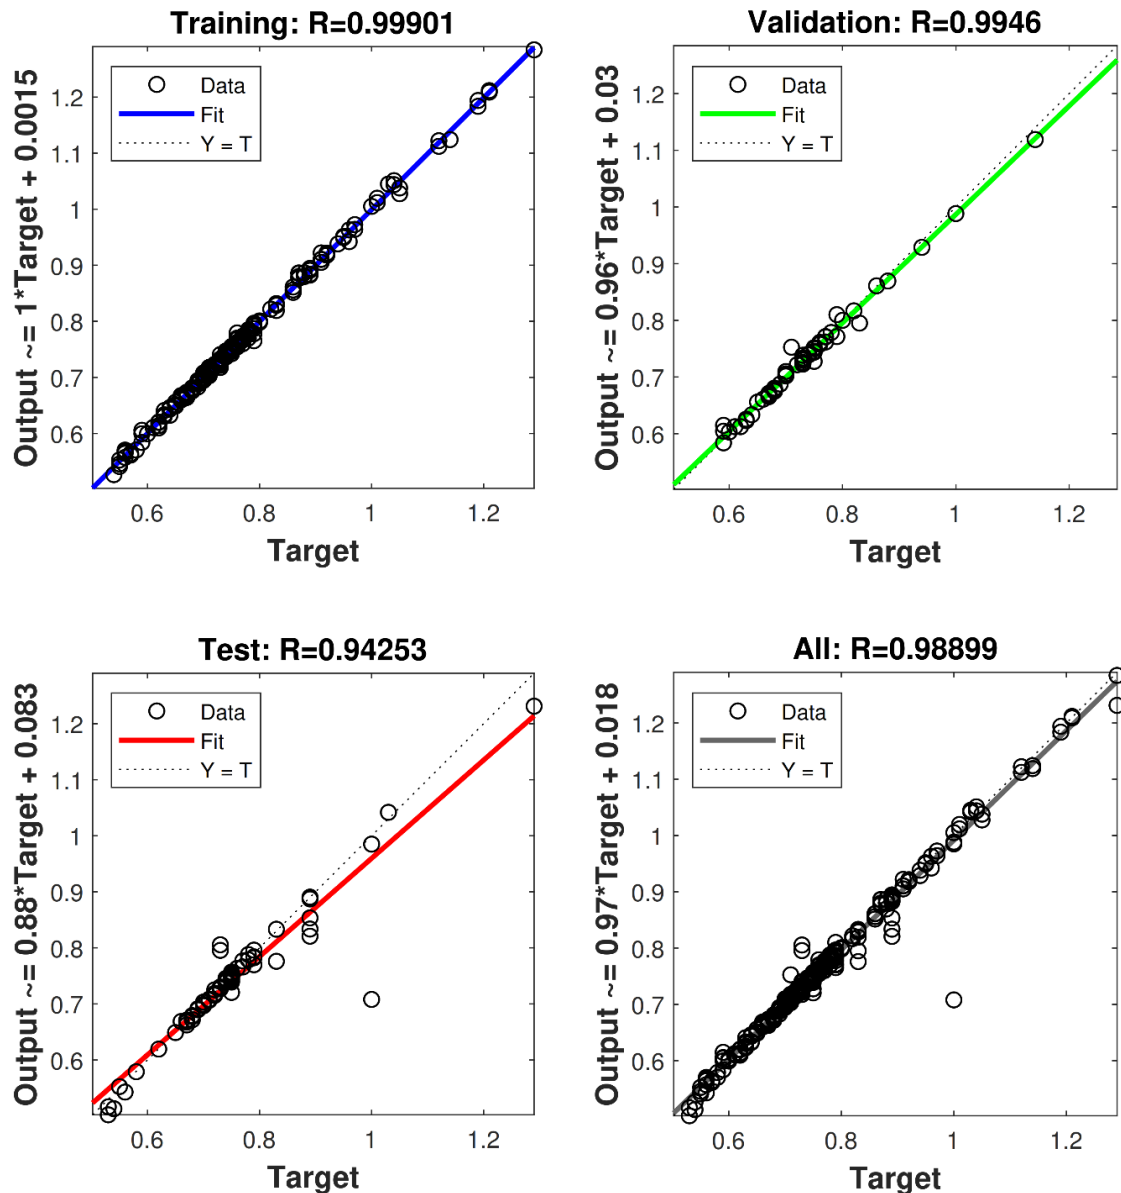 Training: R=0.99901
Output ~= 1*Target + 0.0015
Data
Fit
Y = T
1.2
1.1
1
0.9
0.8
0.7
0.6
0.6 0.8 1 1.2
Target
Validation: R=0.9946
Output ~= 0.96*Target + 0.03
Data
Fit
Y = T
1.2
1.1
1
0.9
0.8
0.7
0.6
0.6 0.8 1 1.2
Target
Test: R=0.94253
Output ~= 0.88*Target + 0.083
Data
Fit
Y = T
1.2
1.1
1
0.9
0.8
0.7
0.6
0.6 0.8 1 1.2
Target
All: R=0.98899
Output ~= 0.97*Target + 0.018
Data
Fit
Y = T
1.2
1.1
1
0.9
0.8
0.7
0.6
0.6 0.8 1 1.2
Target